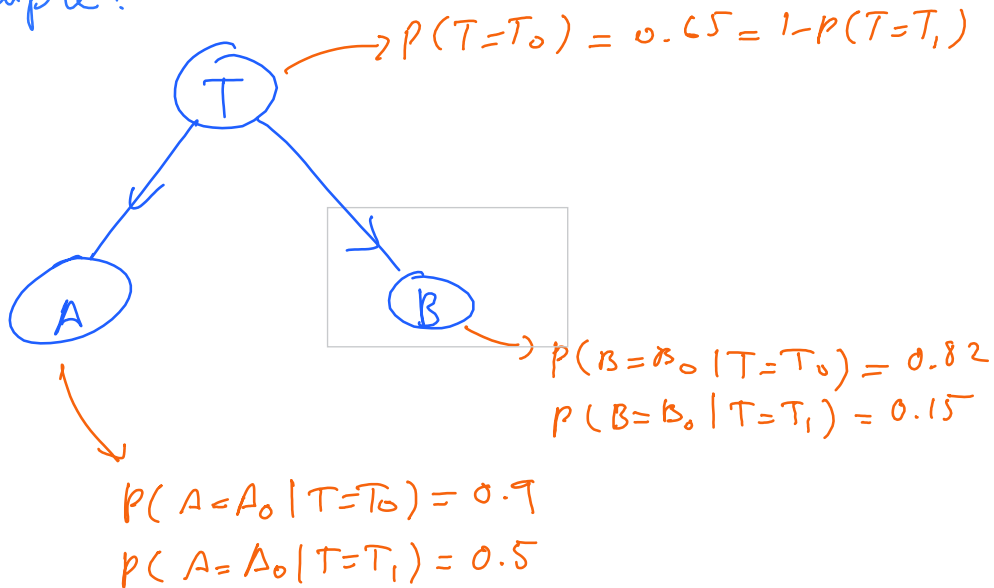 P(T=T₀) = 0.65 = 1-P(T=T₁)
T
A
B
P(B=B₀|T=T₀) = 0.82
P(B=B₀|T=T₁) = 0.15
P(A=A₀|T=T₀) = 0.9
P(A=A₀|T=T₁) = 0.5